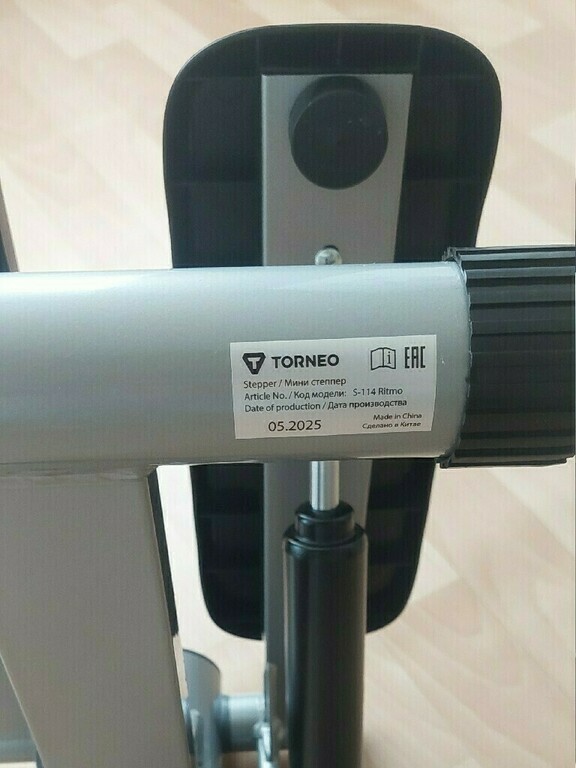 TORNEO EAC
Stepper / Мини степпер
Article No. / Код модели: S-114 Ritmo
Date of production / Дата производства
05.2025
Made in China
Сделано в Китае